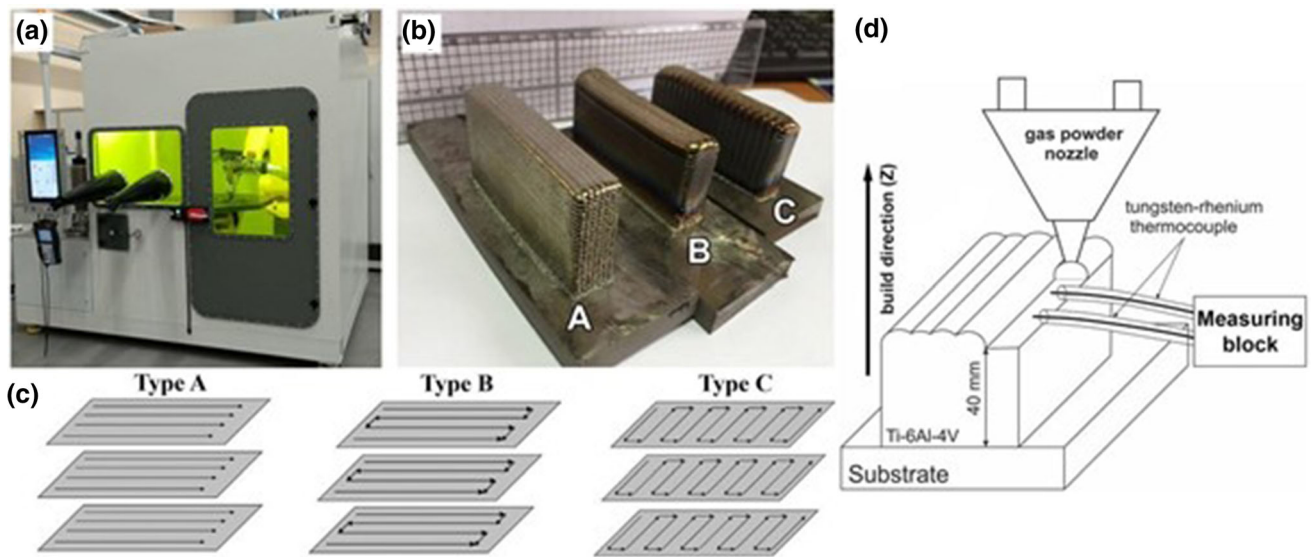 (a)
(b)
A
B
C
(c)
Type A
Type B
Type C
(d)
gas powder
nozzle
build direction (Z)
tungsten-rhenium
thermocouple
Measuring
block
40 mm
Ti-6Al-4V
Substrate